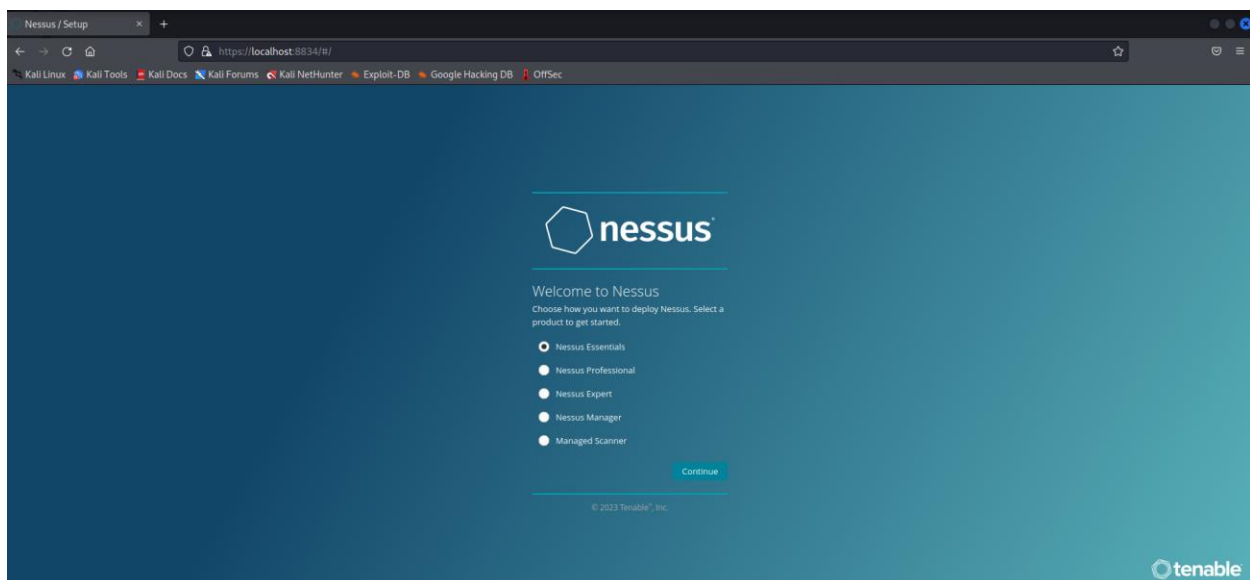 Nessus / Setup
https://localhost:8834/#/
Kali Linux Kali Tools Kali Docs Kali Forums Kali NetHunter Exploit-DB Google Hacking DB OffSec
nessus
Welcome to Nessus
Choose how you want to deploy Nessus. Select a
product to get started.
Nessus Essentials
Nessus Professional
Nessus Expert
Nessus Manager
Managed Scanner
Continue
© 2023 Tenable™, Inc.
tenable